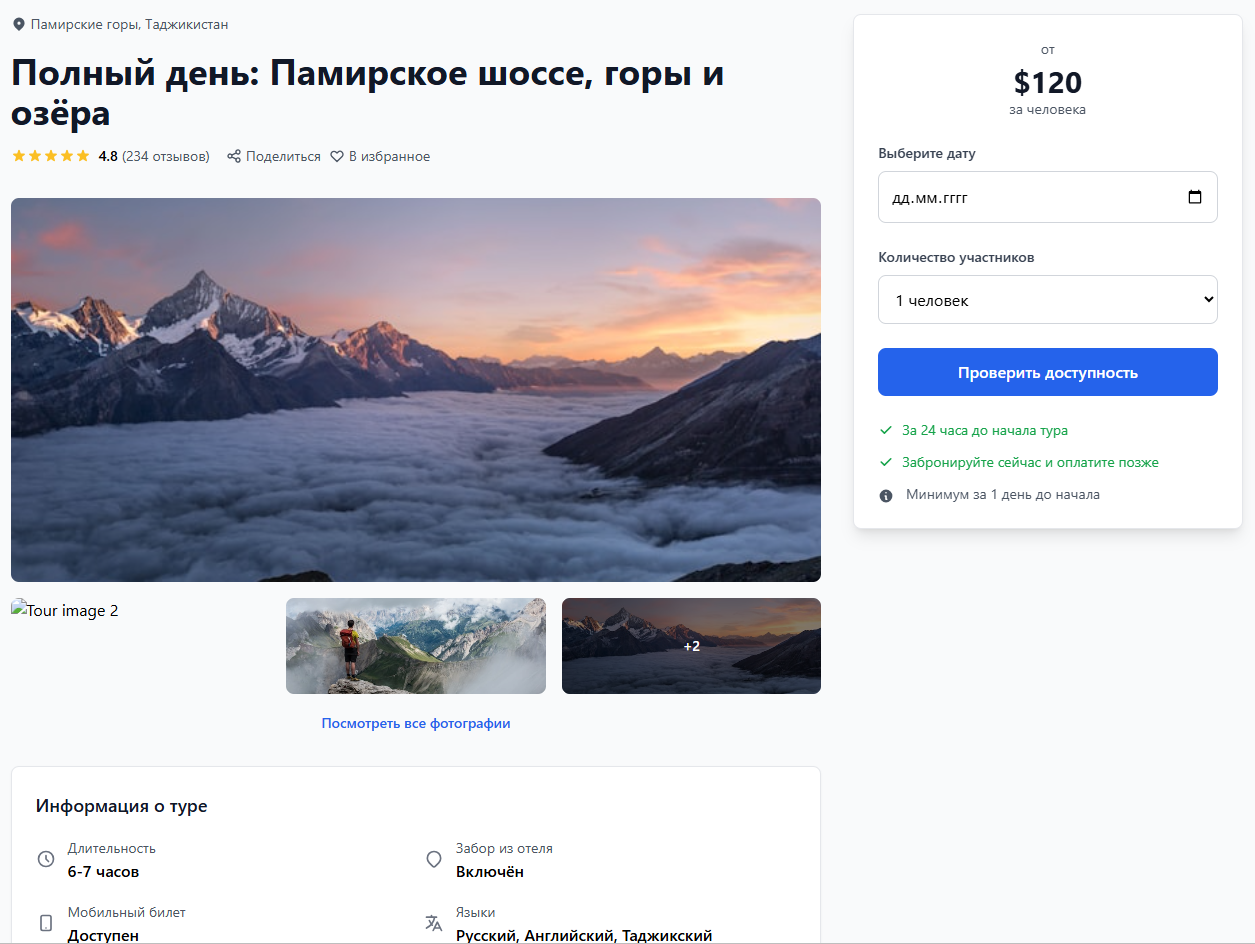 Памирские горы, Таджикистан
Полный день: Памирское шоссе, горы и
озёра
4.8 (234 отзывов) Поделиться В избранное
Tour image 2
+2
Посмотреть все фотографии
Информация о туре
Длительность
6-7 часов
Забор из отеля
Включён
Мобильный билет
Доступен
Языки
Русский, Английский, Таджикский
от
$120
за человека
Выберите дату
дд.мм.гггг
Количество участников
1 человек
Проверить доступность
За 24 часа до начала тура
Забронируйте сейчас и оплатите позже
Минимум за 1 день до начала